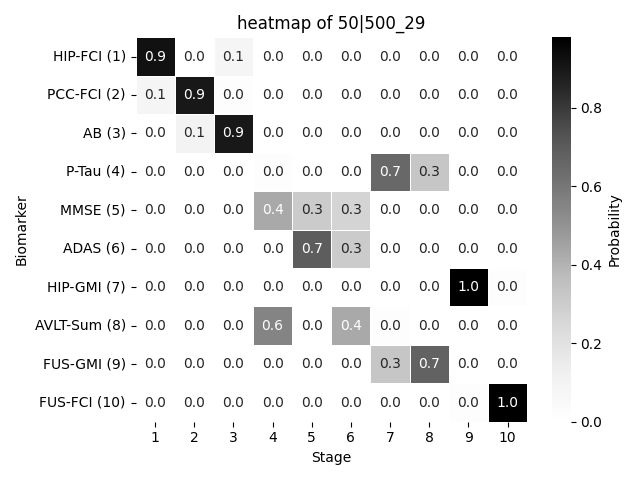 heatmap of 50|500_29
HIP-FCI (1) 0.9 0.0 0.1 0.0 0.0 0.0 0.0 0.0 0.0 0.0
PCC-FCI (2) 0.1 0.9 0.0 0.0 0.0 0.0 0.0 0.0 0.0 0.0
AB (3) 0.0 0.1 0.9 0.0 0.0 0.0 0.0 0.0 0.0 0.0
P-Tau (4) 0.0 0.0 0.0 0.0 0.0 0.0 0.7 0.3 0.0 0.0
MMSE (5) 0.0 0.0 0.0 0.4 0.3 0.3 0.0 0.0 0.0 0.0
ADAS (6) 0.0 0.0 0.0 0.0 0.7 0.3 0.0 0.0 0.0 0.0
HIP-GMI (7) 0.0 0.0 0.0 0.0 0.0 0.0 0.0 0.0 1.0 0.0
AVLT-Sum (8) 0.0 0.0 0.0 0.6 0.0 0.4 0.0 0.0 0.0 0.0
FUS-GMI (9) 0.0 0.0 0.0 0.0 0.0 0.0 0.3 0.7 0.0 0.0
FUS-FCI (10) 0.0 0.0 0.0 0.0 0.0 0.0 0.0 0.0 0.0 1.0
1 2 3 4 5 6 7 8 9 10
Stage
Biomarker
0.8
0.6
0.4
0.2
0.0
Probability